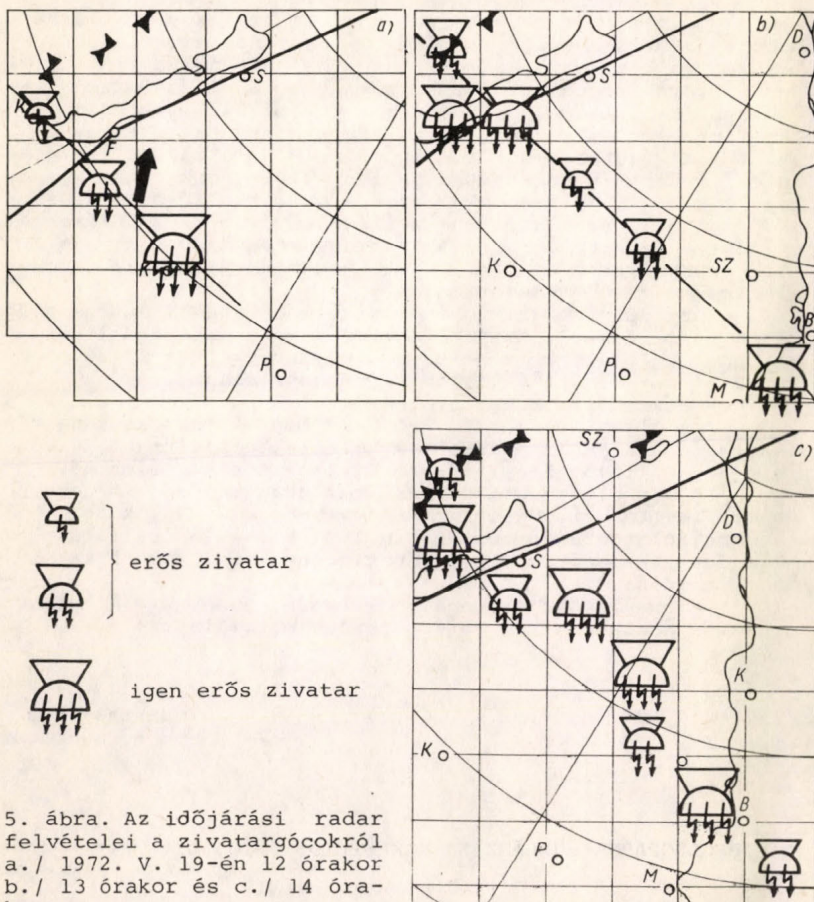 a)
S
F
P
b)
D
S
K
SZ
B
P
M
c)
SZ
D
S
K
K
B
P
M
erős zivatar
igen erős zivatar
5. ábra. Az időjárási radar
felvételei a zivatargócokról
a./ 1972. V. 19-én 12 órakor
b./ 13 órakor és c./ 14 óra-